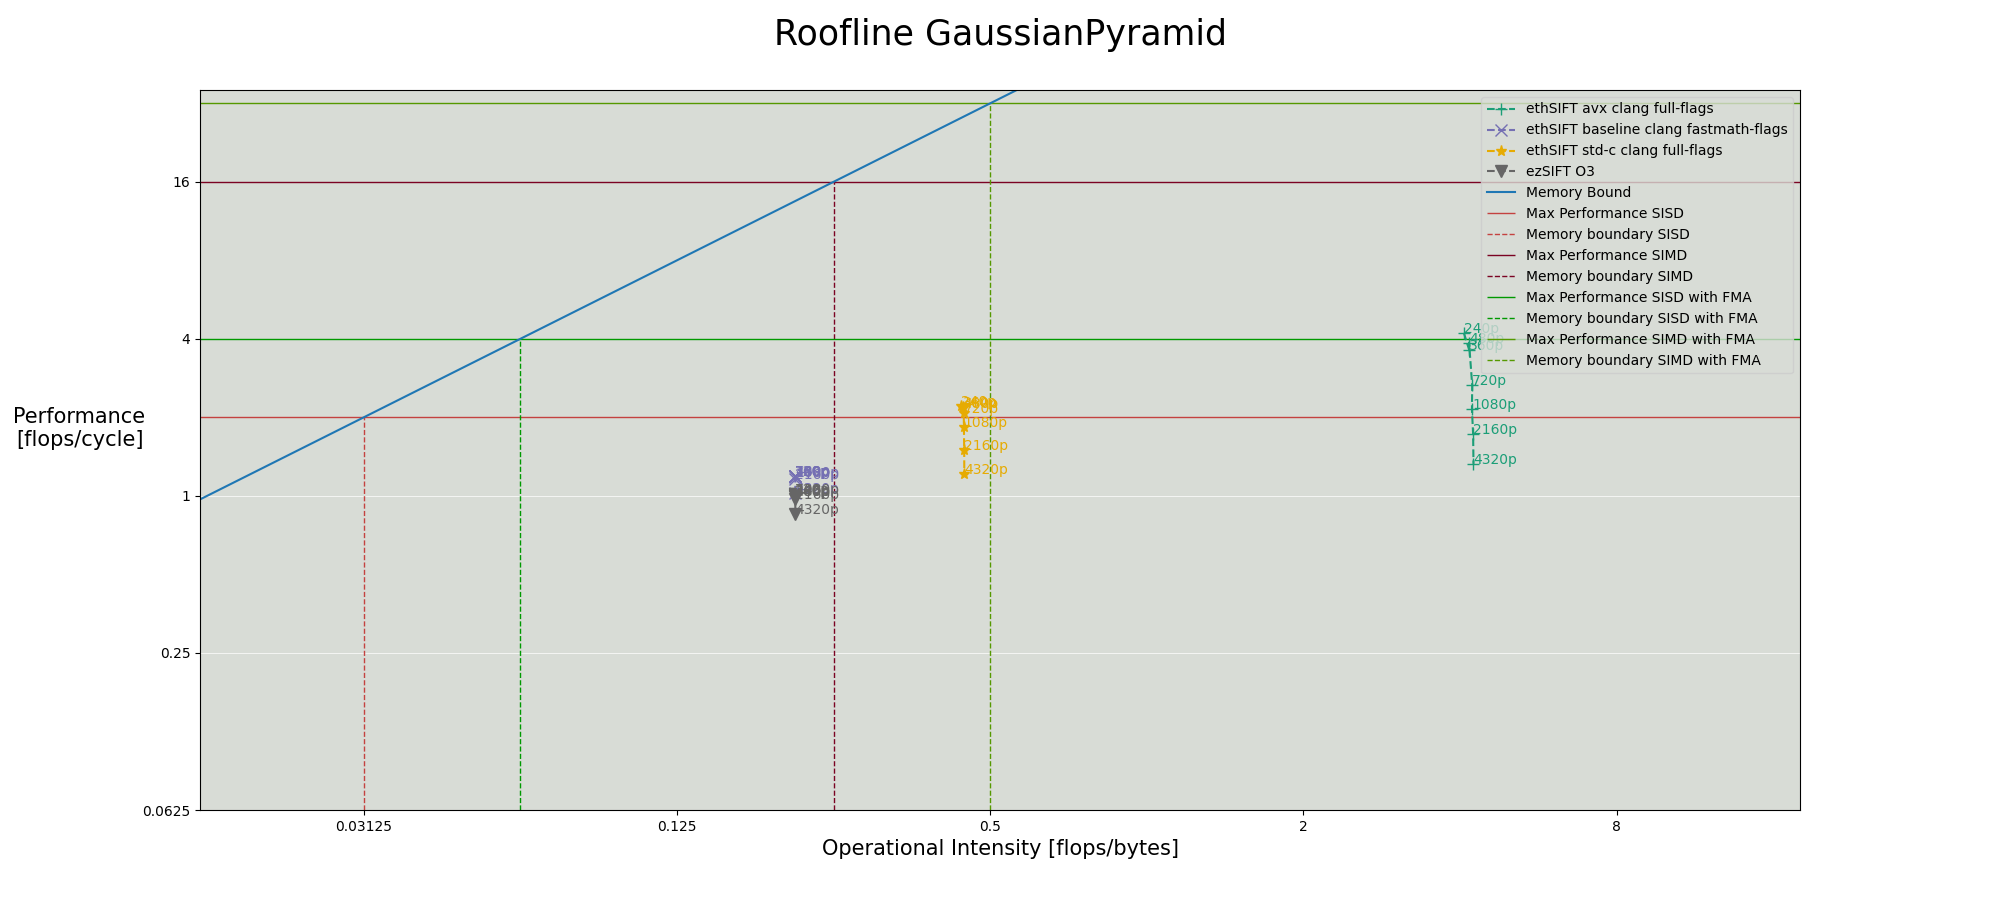 Roofline GaussianPyramid
ethSIFT avx clang full-flags
ethSIFT baseline clang fastmath-flags
ethSIFT std-c clang full-flags
ezSIFT O3
Memory Bound
Max Performance SISD
Memory boundary SISD
Max Performance SIMD
Memory boundary SIMD
Max Performance SISD with FMA
Memory boundary SISD with FMA
Max Performance SIMD with FMA
Memory boundary SIMD with FMA
16
4
1
0.25
0.0625
Performance
[flops/cycle]
240p
720p
1080p
2160p
4320p
1080p
2160p
4320p
4320p
0.03125
0.125
0.5
2
8
Operational Intensity [flops/bytes]